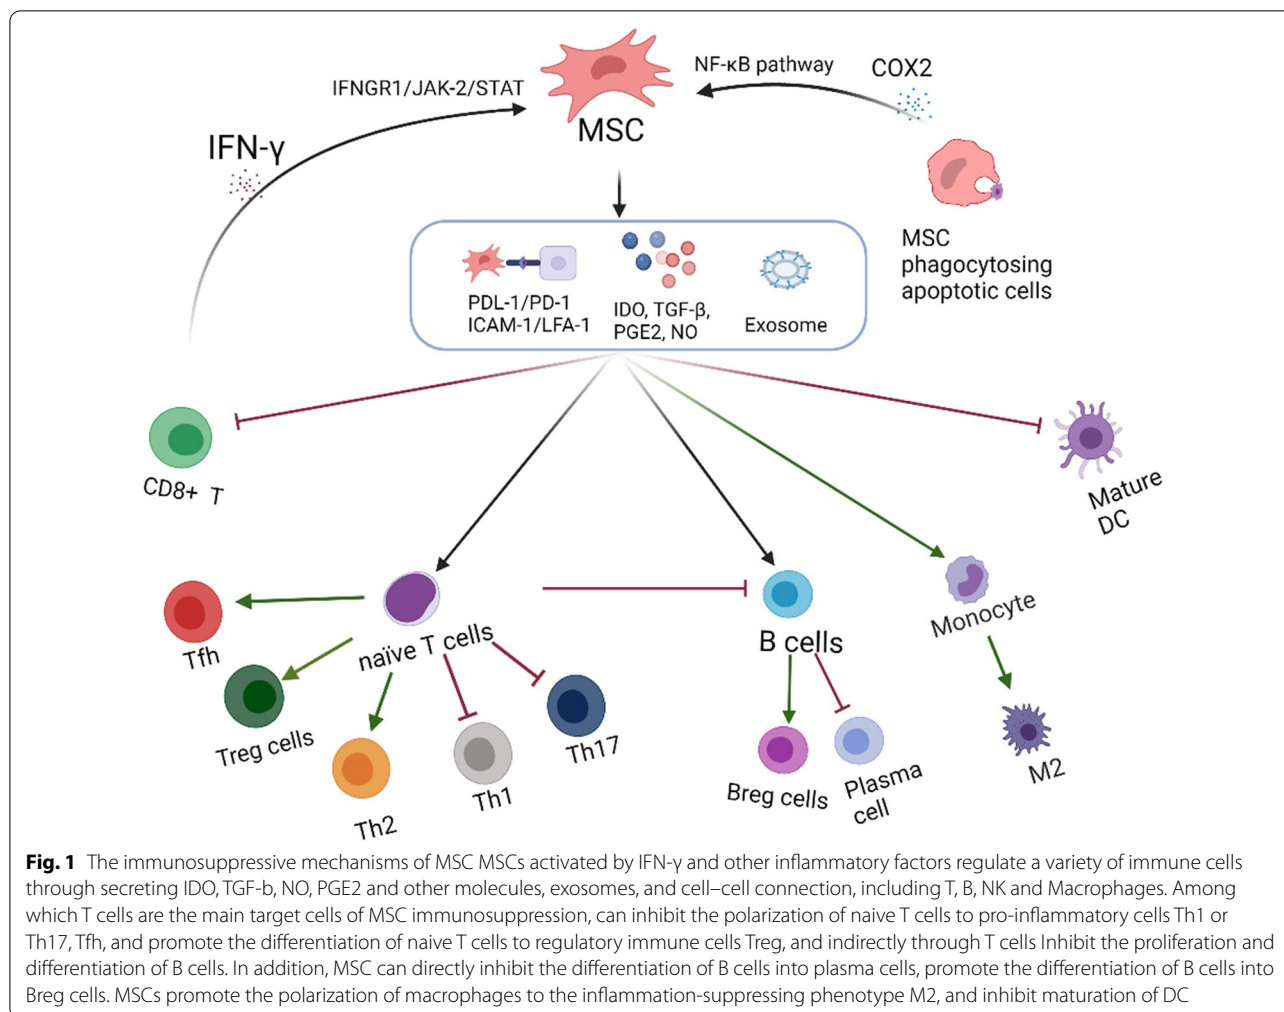 NF-κB pathway
COX2
IFNGR1/JAK-2/STAT
MSC
IFN-γ
MSC
phagocytosing
apoptotic cells
PDL-1/PD-1
ICAM-1/LFA-1
IDO, TGF-β,
PGE2, NO
Exosome
CD8+ T
Mature
DC
Tfh
naïve T cells
B cells
Monocyte
Treg cells
Th2
Th1
Th17
Breg cells
Plasma
cell
M2
Fig. 1 The immunosuppressive mechanisms of MSC MSCs activated by IFN-γ and other inflammatory factors regulate a variety of immune cells
through secreting IDO, TGF-b, NO, PGE2 and other molecules, exosomes, and cell–cell connection, including T, B, NK and Macrophages. Among
which T cells are the main target cells of MSC immunosuppression, can inhibit the polarization of naive T cells to pro-inflammatory cells Th1 or
Th17, Tfh, and promote the differentiation of naive T cells to regulatory immune cells Treg, and indirectly through T cells Inhibit the proliferation and
differentiation of B cells. In addition, MSC can directly inhibit the differentiation of B cells into plasma cells, promote the differentiation of B cells into
Breg cells. MSCs promote the polarization of macrophages to the inflammation-suppressing phenotype M2, and inhibit maturation of DC